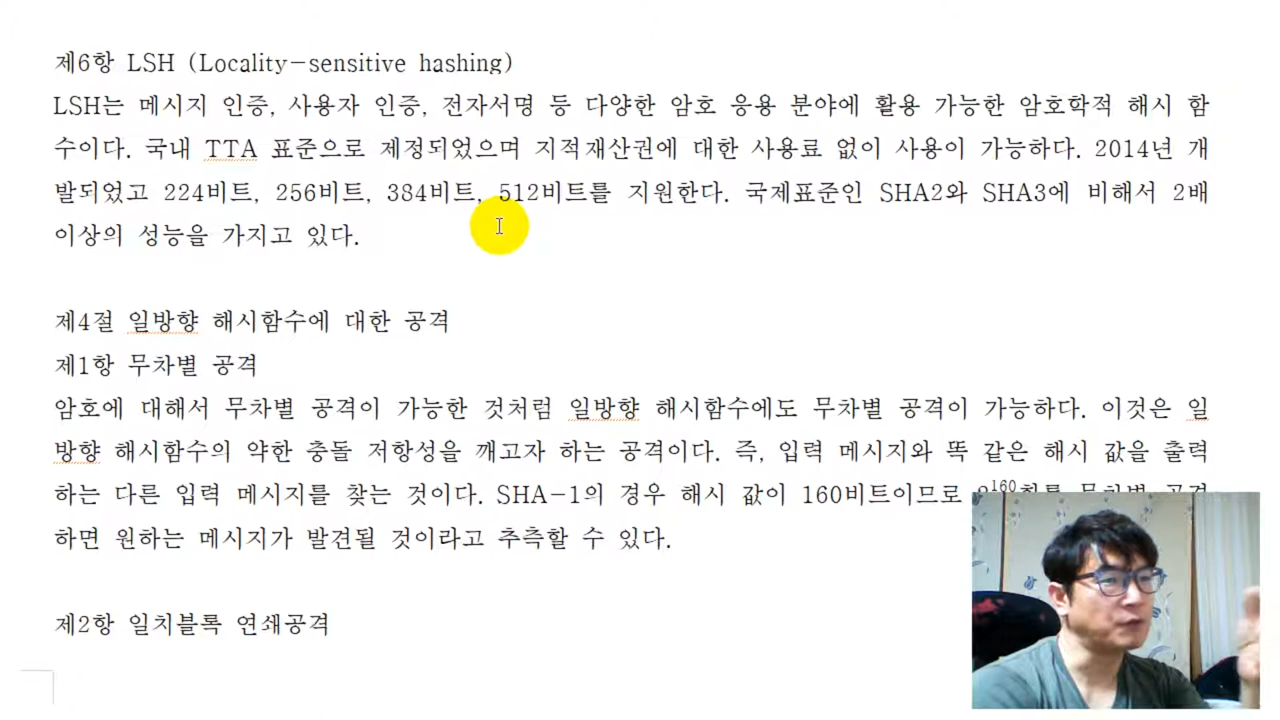 제6항 LSH (Locality-sensitive hashing)
LSH는 메시지 인증, 사용자 인증, 전자서명 등 다양한 암호 응용 분야에 활용 가능한 암호학적 해시 함
수이다. 국내 TTA 표준으로 제정되었으며 지적재산권에 대한 사용료 없이 사용이 가능하다. 2014년 개
발되었고 224비트, 256비트, 384비트, 512비트를 지원한다. 국제표준인 SHA2와 SHA3에 비해서 2배
이상의 성능을 가지고 있다.
제4절 일방향 해시함수에 대한 공격
제1항 무차별 공격
암호에 대해서 무차별 공격이 가능한 것처럼 일방향 해시함수에도 무차별 공격이 가능하다. 이것은 일
방향 해시함수의 약한 충돌 저항성을 깨고자 하는 공격이다. 즉, 입력 메시지와 똑 같은 해시 값을 출력
하는 다른 입력 메시지를 찾는 것이다. SHA-1의 경우 해시 값이 160비트이므로
하면 원하는 메시지가 발견될 것이라고 추측할 수 있다.
제2항 일치블록 연쇄공격